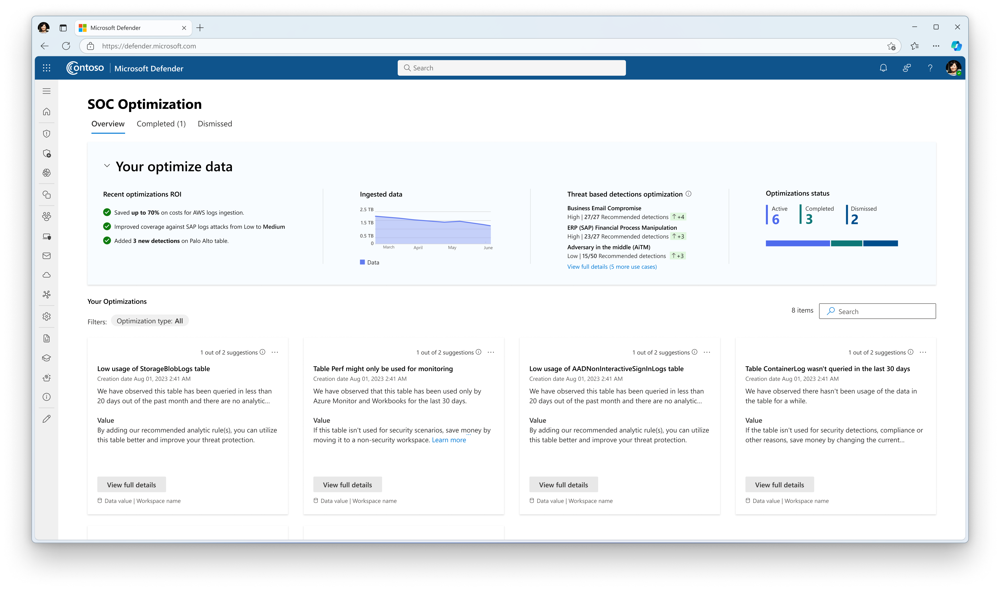 Microsoft Defender
https://defender.microsoft.com
Contoso | Microsoft Defender
Search
SOC Optimization
Overview
Completed (1)
Dismissed
Your optimize data
Recent optimizations ROI
Saved up to 70% on costs for AWS logs ingestion.
Improved coverage against SAP logs attacks from Low to Medium
Added 3 new detections on Palo Alto table.
Ingested data
2.5 TB
1.5 TB
0.5 TB
0
March
April
May
June
Data
Threat based detections optimization
Business Email Compromise
High | 27/27 Recommended detections ↑+4
ERP (SAP) Financial Process Manipulation
High | 23/27 Recommended detections ↑+3
Adversary in the middle (AiTM)
Low | 15/50 Recommended detections ↑+3
View full details (5 more use cases)
Optimizations status
Active
6
Completed
3
Dismissed
2
Your Optimizations
Filters:
Optimization type: All
8 items
Search
1 out of 2 suggestions
Low usage of StorageBlobLogs table
Creation date Aug 01, 2023 2:41 AM
We have observed this table has been queried in less than
20 days out of the past month and there are no analytic...
Value
By adding our recommended analytic rule(s), you can utilize
this table better and improve your threat protection.
View full details
Data value | Workspace name
1 out of 2 suggestions
Table Perf might only be used for monitoring
Creation date Aug 01, 2023 2:41 AM
We have observed that this table has been used only by
Azure Monitor and Workbooks for the last 30 days.
Value
If this table isn't used for security scenarios, save money by
moving it to a non-security workspace. Learn more
...
View full details
Data value | Workspace name
1 out of 2 suggestions
Low usage of AADNonInteractiveSignInLogs table
Creation date Aug 01, 2023 2:41 AM
We have observed this table has been queried in less than
20 days out of the past month and there are no analytic...
Value
By adding our recommended analytic rule(s), you can utilize
this table better and improve your threat protection.
View full details
Data value | Workspace name
1 out of 2 suggestions
Table ContainerLog wasn't queried in the last 30 days
Creation date Aug 01, 2023 2:41 AM
We have observed there hasn't been usage of the data in
the table for a while.
Value
If the table isn't used for security detections, compliance or
other reasons, save money by changing the current...
View full details
Data value | Workspace name